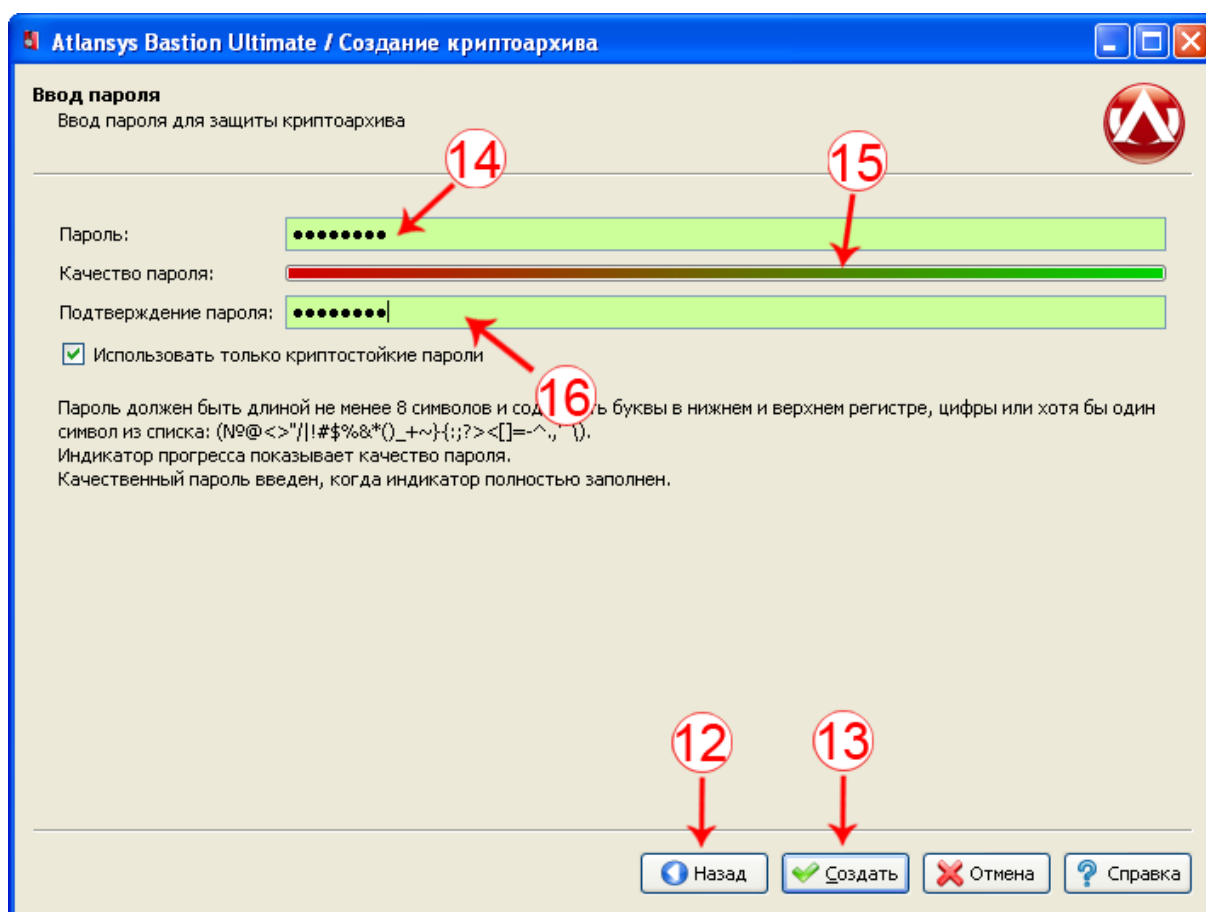 Atlansys Bastion Ultimate / Создание криптоархива
Ввод пароля
Ввод пароля для защиты криптоархива
14
15
Пароль: ●●●●●●●●
Качество пароля:
Подтверждение пароля: ●●●●●●●●
Использовать только криптостойкие пароли
16
Пароль должен быть длиной не менее 8 символов и буквы в нижнем и верхнем регистре, цифры или хотя бы один
символ из списка: (№@<>"/|!#$%&*()_+~}{:;?><[]=-^.,
Индикатор прогресса показывает качество пароля.
Качественный пароль введен, когда индикатор полностью заполнен.
12
13
Назад
Создать
Отмена
Справка